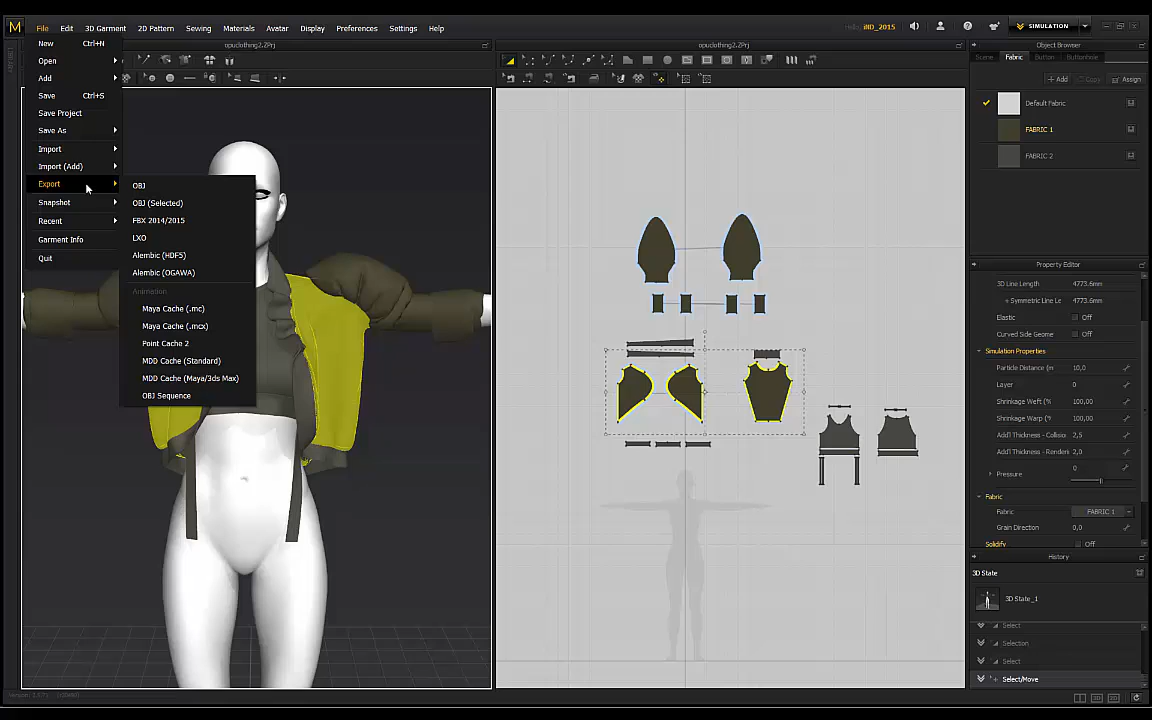 M File Edit 3D Garment 2D Pattern Sewing Materials Avatar Display Preferences Settings Help
iND_2015
SIMULATION
opuclothing2.ZPrj
opuclothing2.ZPrj
New Ctrl+N
Open
Add
Save Ctrl+S
Save Project
Save As
Import
Import (Add)
Export
Snapshot
Recent
Garment Info
Quit
OBJ
OBJ (Selected)
FBX 2014/2015
LXO
Alembic (HDF5)
Alembic (OGAWA)
Animation
Maya Cache (.mc)
Maya Cache (.mcx)
Point Cache 2
MDD Cache (Standard)
MDD Cache (Maya/3ds Max)
OBJ Sequence
Object Browser
Scene Fabric Button Buttonhole
+ Add Copy Assign
Default Fabric
FABRIC 1
FABRIC 2
Property Editor
3D Line Length 4773.6mm
Symmetric Line Le 4773.6mm
Elastic Off
Curved Side Geome Off
Simulation Properties
Particle Distance (m 10,0
Layer 0
Shrinkage Weft (% 100,00
Shrinkage Warp (% 100,00
Add'l Thickness - Collisio 2,5
Add'l Thickness - Renderi 2,0
Pressure 0
Fabric
Fabric FABRIC 1
Grain Direction 0,0
Solidify Off
History
3D State
3D State_1
Select
Selection
Select
Select/Move